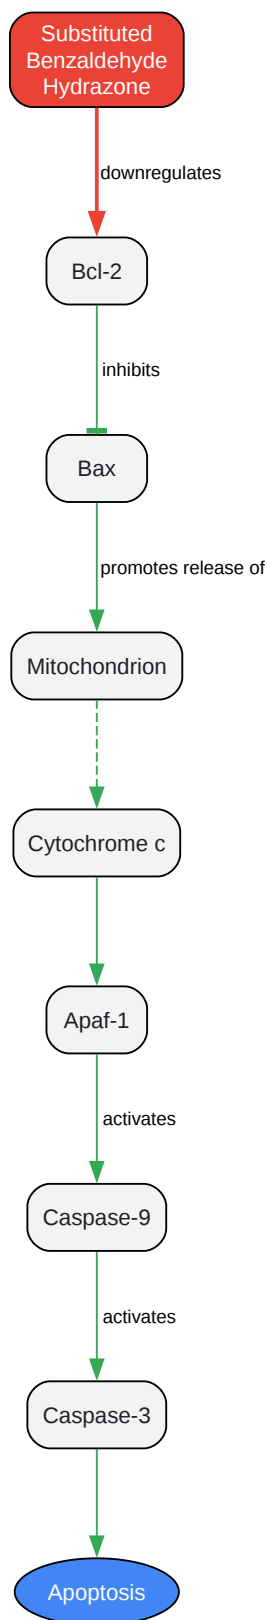 Substituted
Benzaldehyde
Hydrazone
downregulates
Bcl-2
inhibits
Bax
promotes release of
Mitochondrion
Cytochrome c
Apaf-1
activates
Caspase-9
activates
Caspase-3
Apoptosis